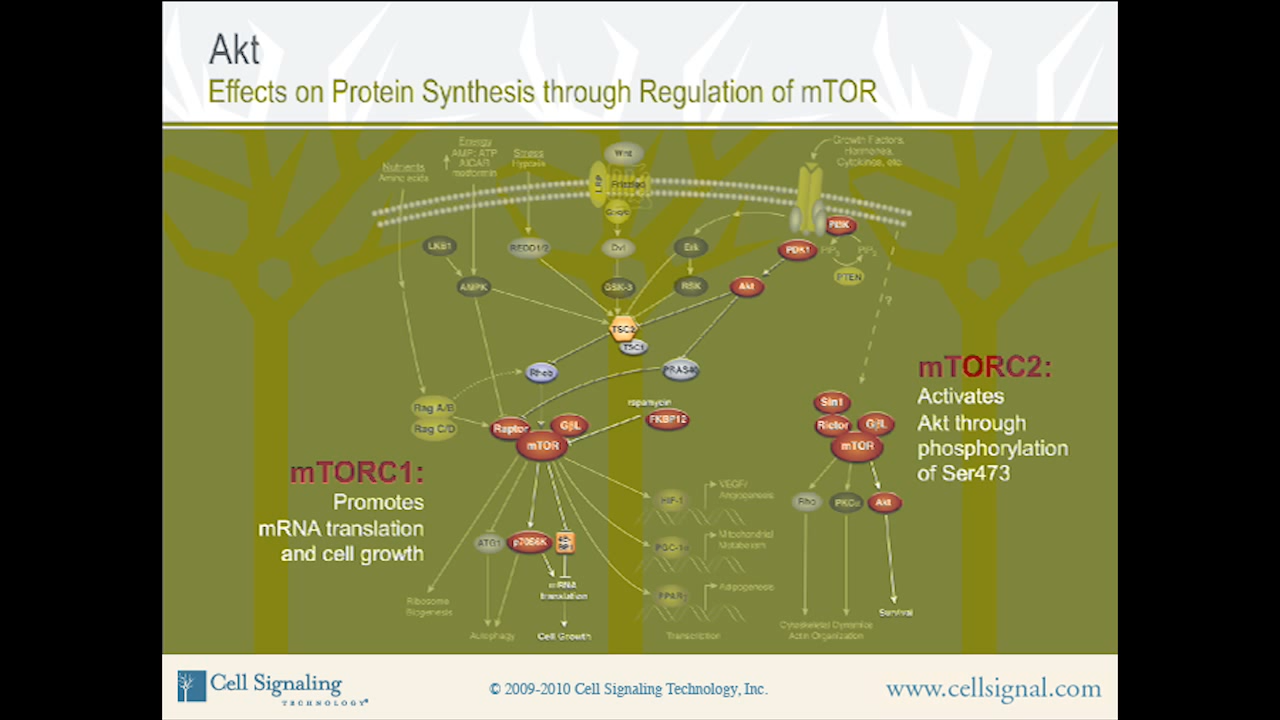 Akt
Effects on Protein Synthesis through Regulation of mTOR
Nutrients
Amino acids
Energy
AMP: ATP
AICAR
metformin
Stress
Hypoxia
Wnt
LRP
Frizzled
Growth Factors,
Hormones,
Cytokines, etc
PI3K
LKB1
REDD1/2
Dvl
Erk
PDK1
PIP3
PIP2
PTEN
AMPK
GSK-3
RSK
Akt
?
TSC2
TSC1
Rheb
PRAS40
mTORC2:
Activates
Akt through
phosphorylation
of Ser473
Rag A/B
Rag C/D
rapamycin
FKBP12
Raptor
GβL
mTOR
Sin1
Rictor
GβL
mTOR
mTORC1:
Promotes
mRNA translation
and cell growth
HIF-1
VEGF/
Angiogenesis
Rho
PKCα
Akt
ATG1
p70S6K
4E-
BP1
PGC-1α
Mitochondrial
Metabolism
mRNA
translation
PPARγ
Adipogenesis
Ribosome
Biogenesis
Survival
Autophagy
Cell Growth
Transcription
Cytoskeletal Dynamics
Actin Organization
Cell Signaling
TECHNOLOGY®
© 2009-2010 Cell Signaling Technology, Inc.
www.cellsignal.com